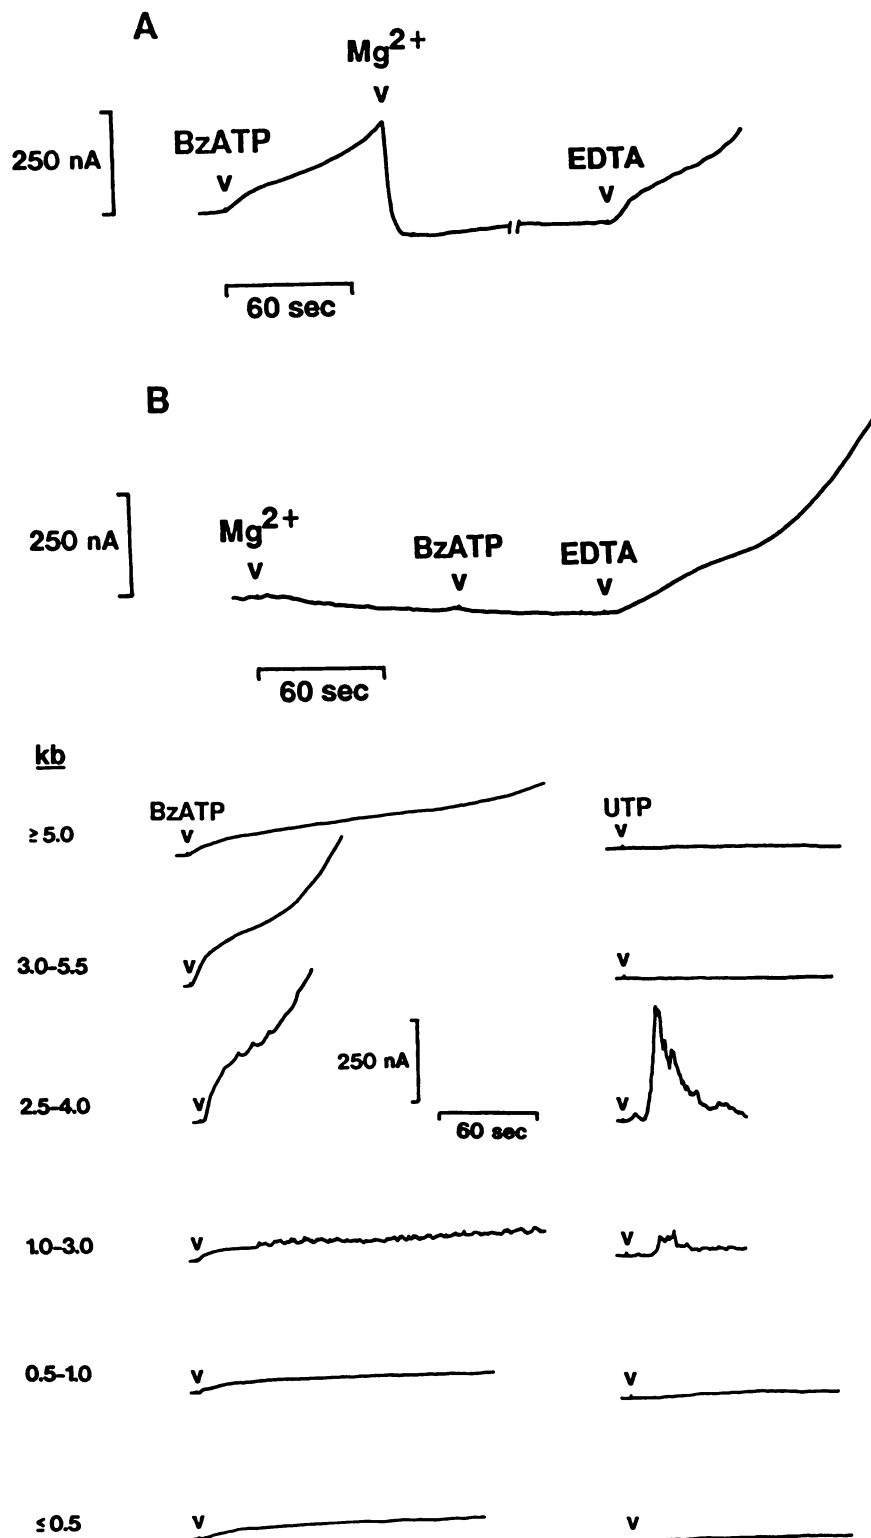 A
Mg2+
v
BzATP
v
250 nA
EDTA
v
60 sec
B
Mg2+
v
250 nA
BzATP
v
EDTA
v
60 sec
kb
BzATP
v
UTP
v
≥ 5.0
v
v
3.0-5.5
250 nA
v
v
2.5-4.0
60 sec
v
v
1.0-3.0
v
v
0.5-1.0
v
v
≤ 0.5